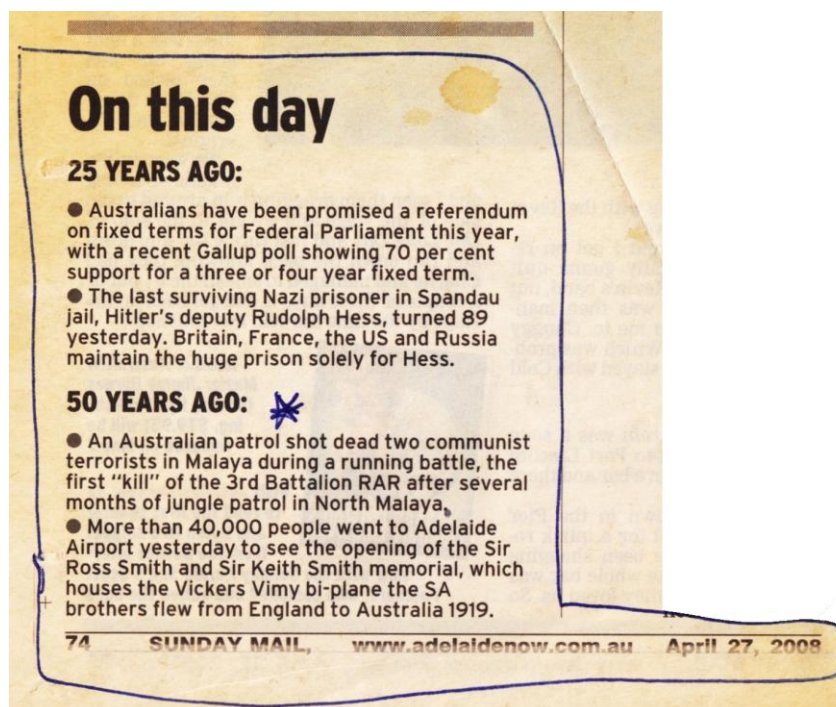 On this day
25 YEARS AGO:
● Australians have been promised a referendum
on fixed terms for Federal Parliament this year,
with a recent Gallup poll showing 70 per cent
support for a three or four year fixed term.
● The last surviving Nazi prisoner in Spandau
jail, Hitler's deputy Rudolph Hess, turned 89
yesterday. Britain, France, the US and Russia
maintain the huge prison solely for Hess.
50 YEARS AGO:
● An Australian patrol shot dead two communist
terrorists in Malaya during a running battle, the
first "kill" of the 3rd Battalion RAR after several
months of jungle patrol in North Malaya.
● More than 40,000 people went to Adelaide
Airport yesterday to see the opening of the Sir
Ross Smith and Sir Keith Smith memorial, which
houses the Vickers Vimy bi-plane the SA
brothers flew from England to Australia 1919.
74 SUNDAY MAIL, www.adelaidenow.com.au April 27, 2008